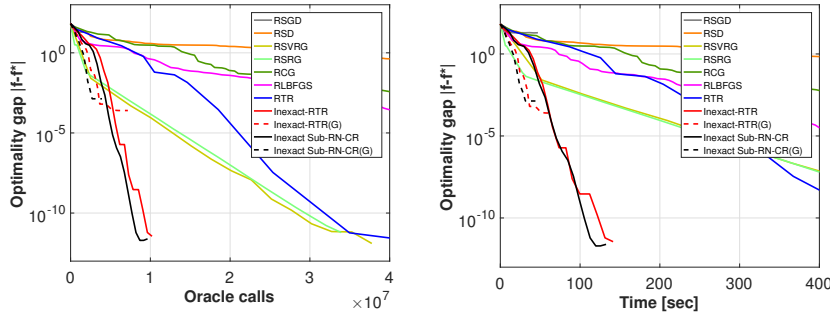 RSGD
RSD
RSVRG
RSRG
RCG
RLBFGS
RTR
Inexact-RTR
Inexact-RTR(G)
Inexact Sub-RN-CR
Inexact Sub-RN-CR(G)
Optimality gap |f-f*|
10^0
10^-5
10^-10
0 1 2 3 4
Oracle calls
×10^7
RSGD
RSD
RSVRG
RSRG
RCG
RLBFGS
RTR
Inexact-RTR
Inexact-RTR(G)
Inexact Sub-RN-CR
Inexact Sub-RN-CR(G)
Optimality gap |f-f*|
10^0
10^-5
10^-10
0 100 200 300 400
Time [sec]